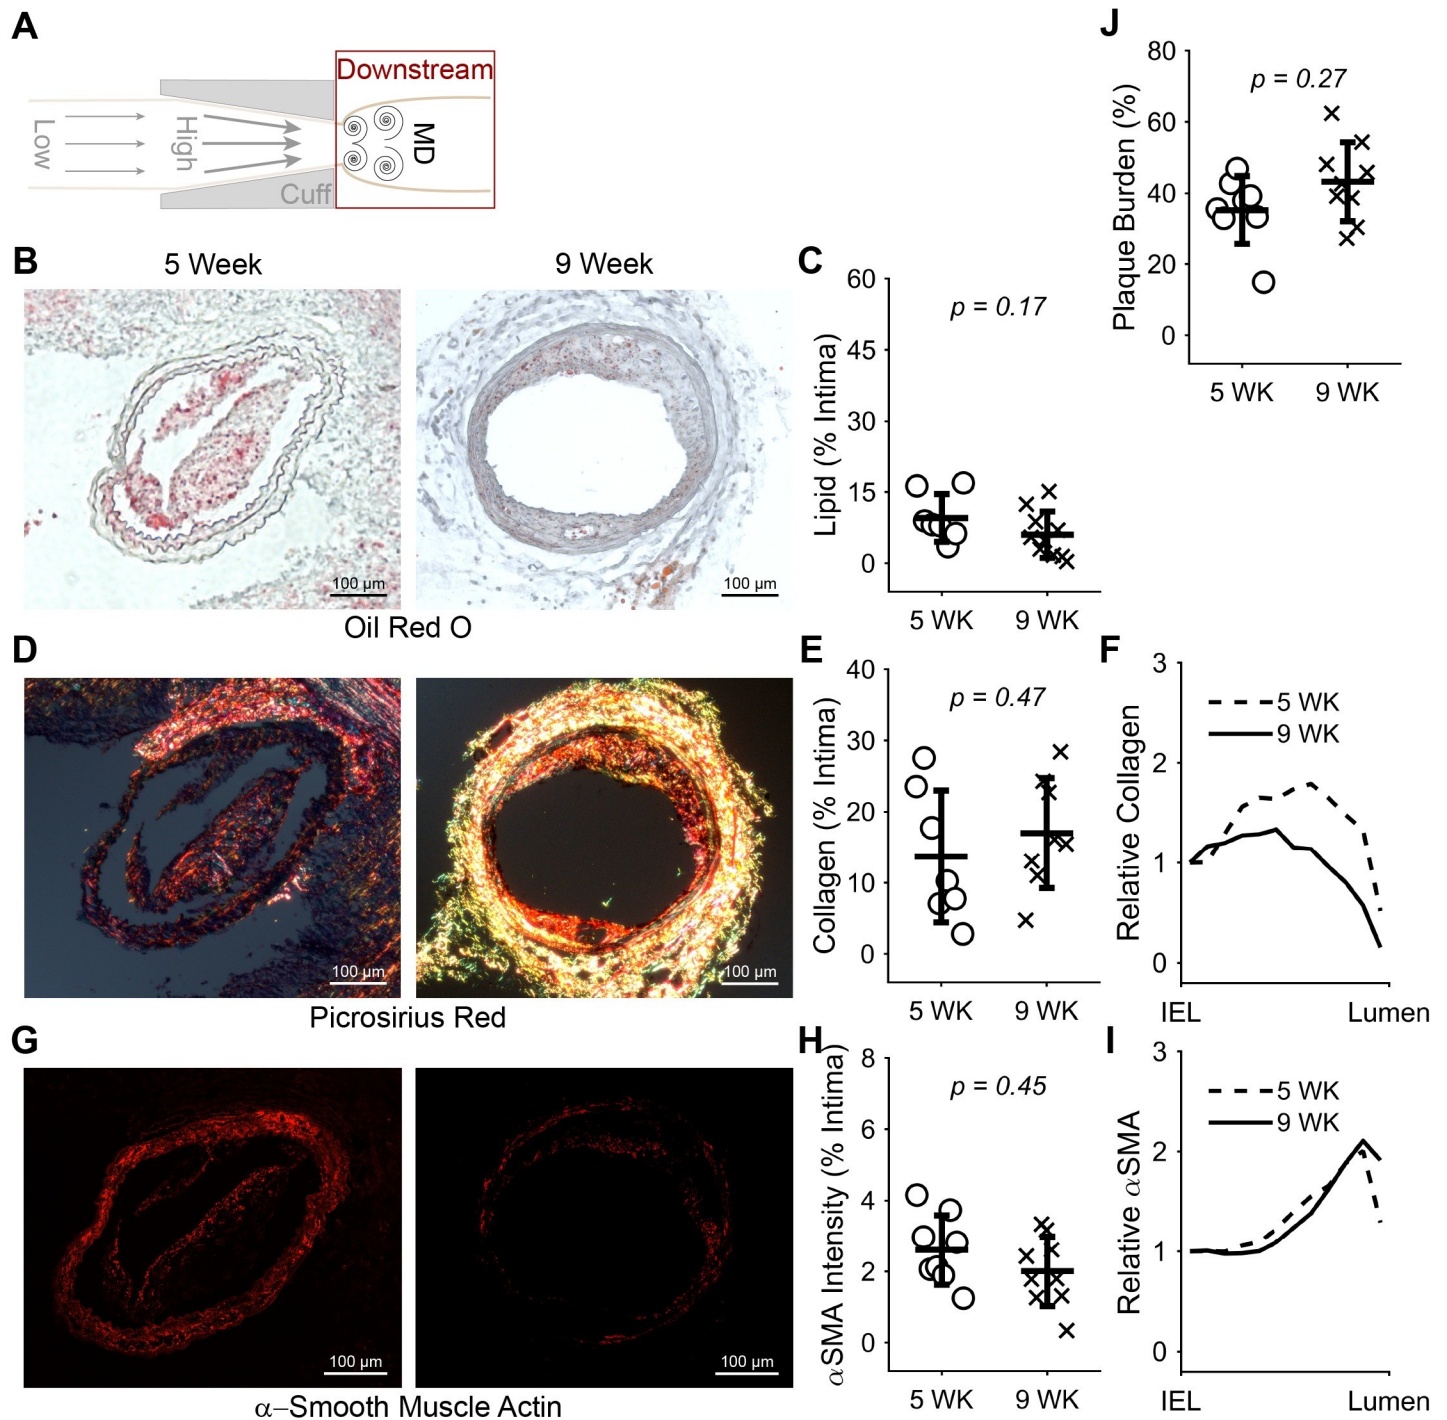 A
Downstream
Low
High
Cuff
MD
J
80
60
40
20
0
Plaque Burden (%)
p = 0.27
5 WK
9 WK
B
5 Week
9 Week
100 µm
100 µm
Oil Red O
C
60
45
30
15
0
Lipid (% Intima)
p = 0.17
5 WK
9 WK
D
100 µm
100 µm
Picrosirius Red
E
40
30
20
10
0
Collagen (% Intima)
p = 0.47
5 WK
9 WK
F
3
2
1
0
Relative Collagen
5 WK
9 WK
IEL
Lumen
G
100 µm
100 µm
α–Smooth Muscle Actin
H
8
6
4
2
0
αSMA Intensity (% Intima)
p = 0.45
5 WK
9 WK
I
3
2
1
0
Relative αSMA
5 WK
9 WK
IEL
Lumen